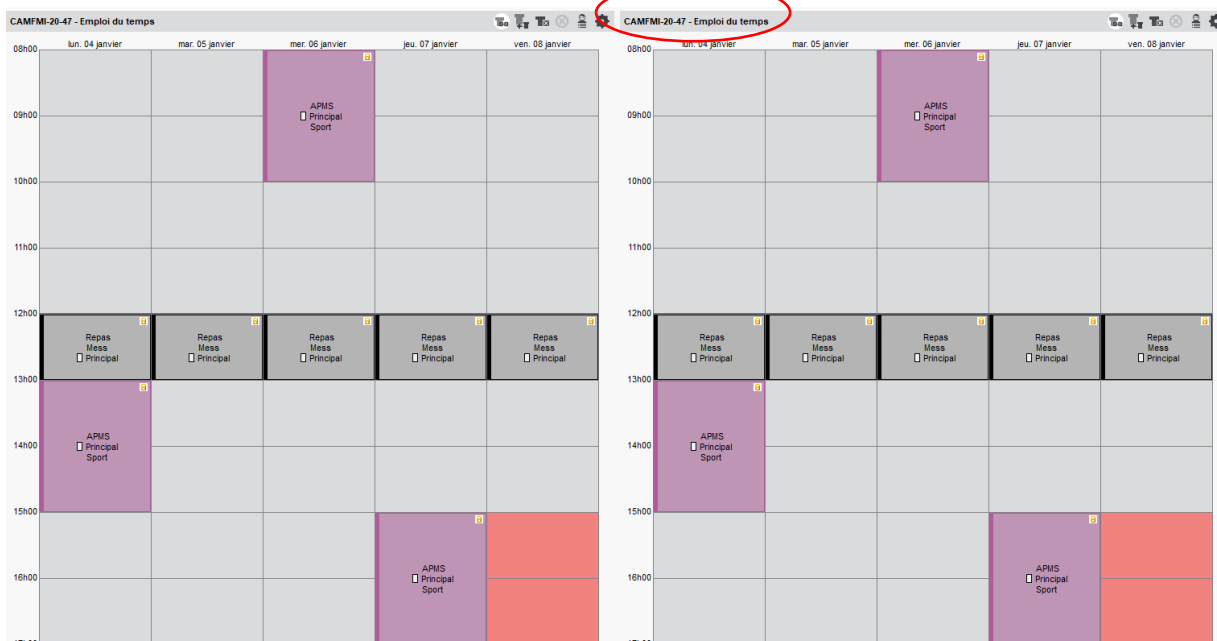 CAMFMI-20-47 - Emploi du temps
lun. 04 janvier mar. 05 janvier mer. 06 janvier jeu. 07 janvier ven. 08 janvier
08h00
APMS
Principal
Sport
09h00
10h00
11h00
12h00
Repas Repas Repas Repas Repas
Mess Mess Mess Mess Mess
Principal Principal Principal Principal Principal
13h00
APMS
Principal
Sport
14h00
15h00
APMS
Principal
Sport
16h00
17h00
CAMFMI-20-47 - Emploi du temps
lun. 04 janvier mar. 05 janvier mer. 06 janvier jeu. 07 janvier ven. 08 janvier
08h00
APMS
Principal
Sport
09h00
10h00
11h00
12h00
Repas Repas Repas Repas Repas
Mess Mess Mess Mess Mess
Principal Principal Principal Principal Principal
13h00
APMS
Principal
Sport
14h00
15h00
APMS
Principal
Sport
16h00
17h00